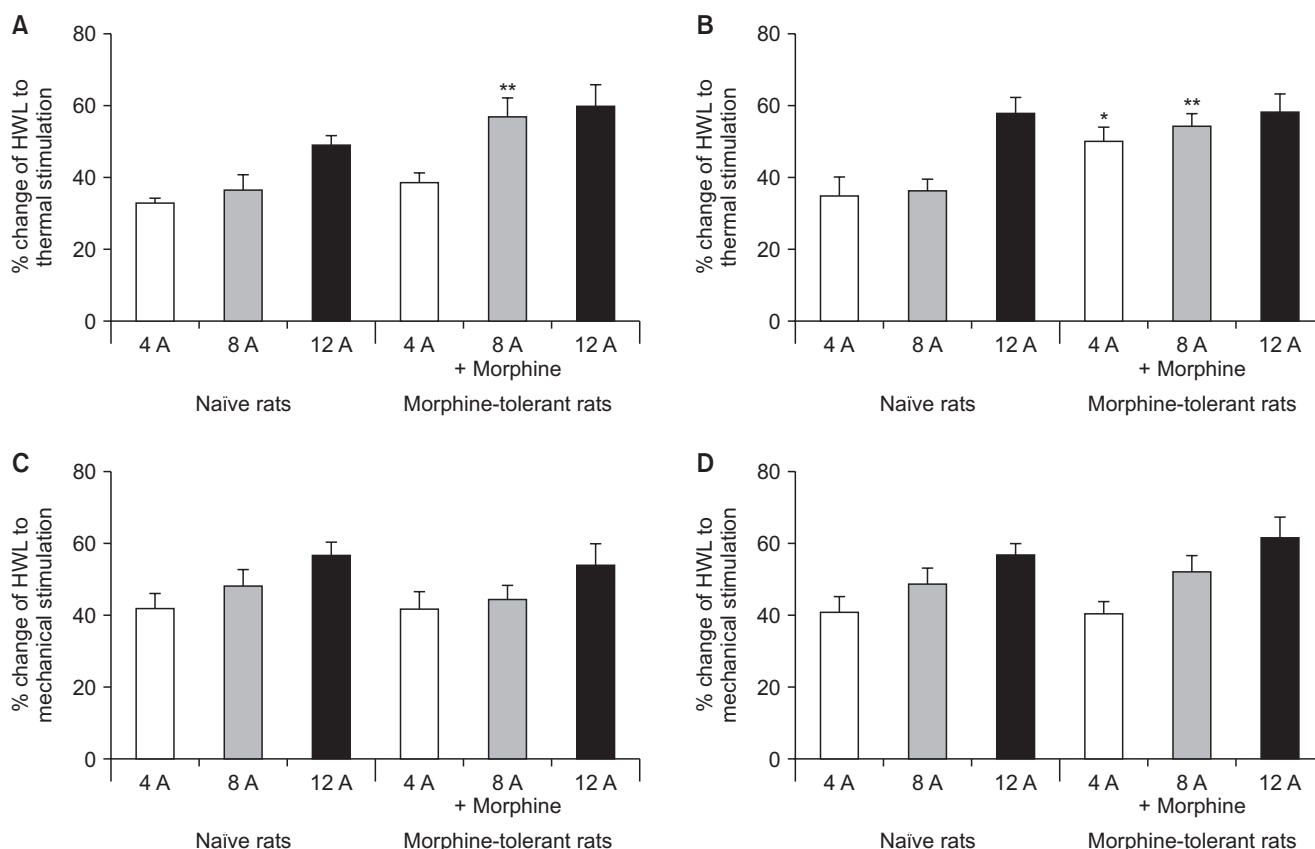 A
% change of HWL to
thermal stimulation
80
60
40
20
0
**
4 A 8 A 12 A 4 A 8 A 12 A
+ Morphine
Naïve rats Morphine-tolerant rats
B
% change of HWL to
thermal stimulation
80
60
40
20
0
* **
4 A 8 A 12 A 4 A 8 A 12 A
+ Morphine
Naïve rats Morphine-tolerant rats
C
% change of HWL to
mechanical stimulation
80
60
40
20
0
4 A 8 A 12 A 4 A 8 A 12 A
+ Morphine
Naïve rats Morphine-tolerant rats
D
% change of HWL to
mechanical stimulation
80
60
40
20
0
4 A 8 A 12 A 4 A 8 A 12 A
+ Morphine
Naïve rats Morphine-tolerant rats